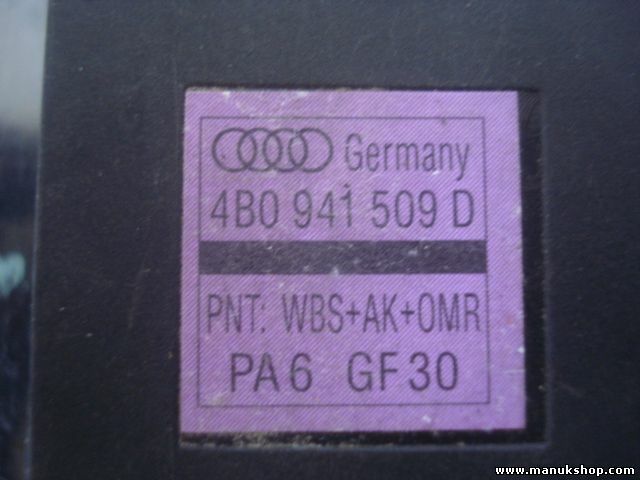 Germany
4B0 941 509 D
PNT: WBS+AK+OMR
PA6 GF30
www.manukshop.com